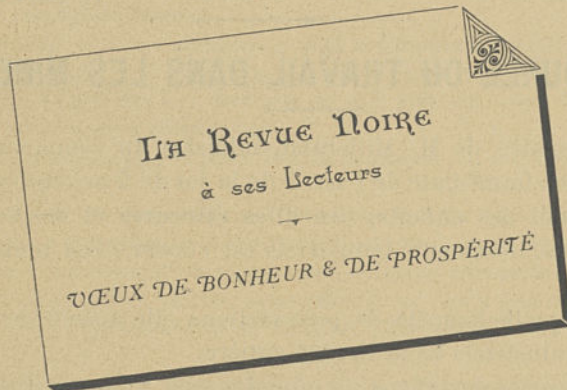 LA REVUE NOIRE
à ses Lecteurs
VŒUX DE BONHEUR & DE PROSPÉRITÉ